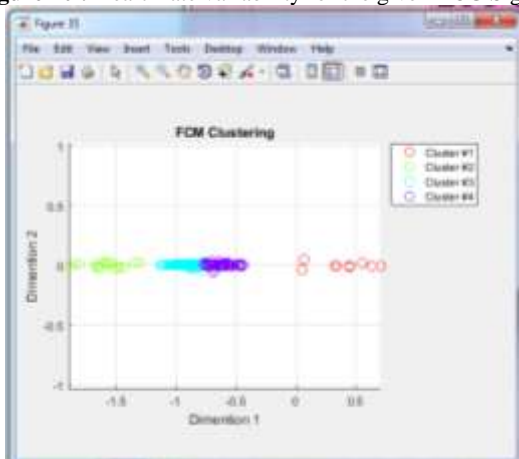 Figure 35
File Edit View Insert Tools Desktop Window Help
FCM Clustering
Cluster #1
Cluster #2
Cluster #3
Cluster #4
1
0.5
0
-0.5
-1
Dimention 2
-1.5 -1 -0.5 0 0.5
Dimention 1